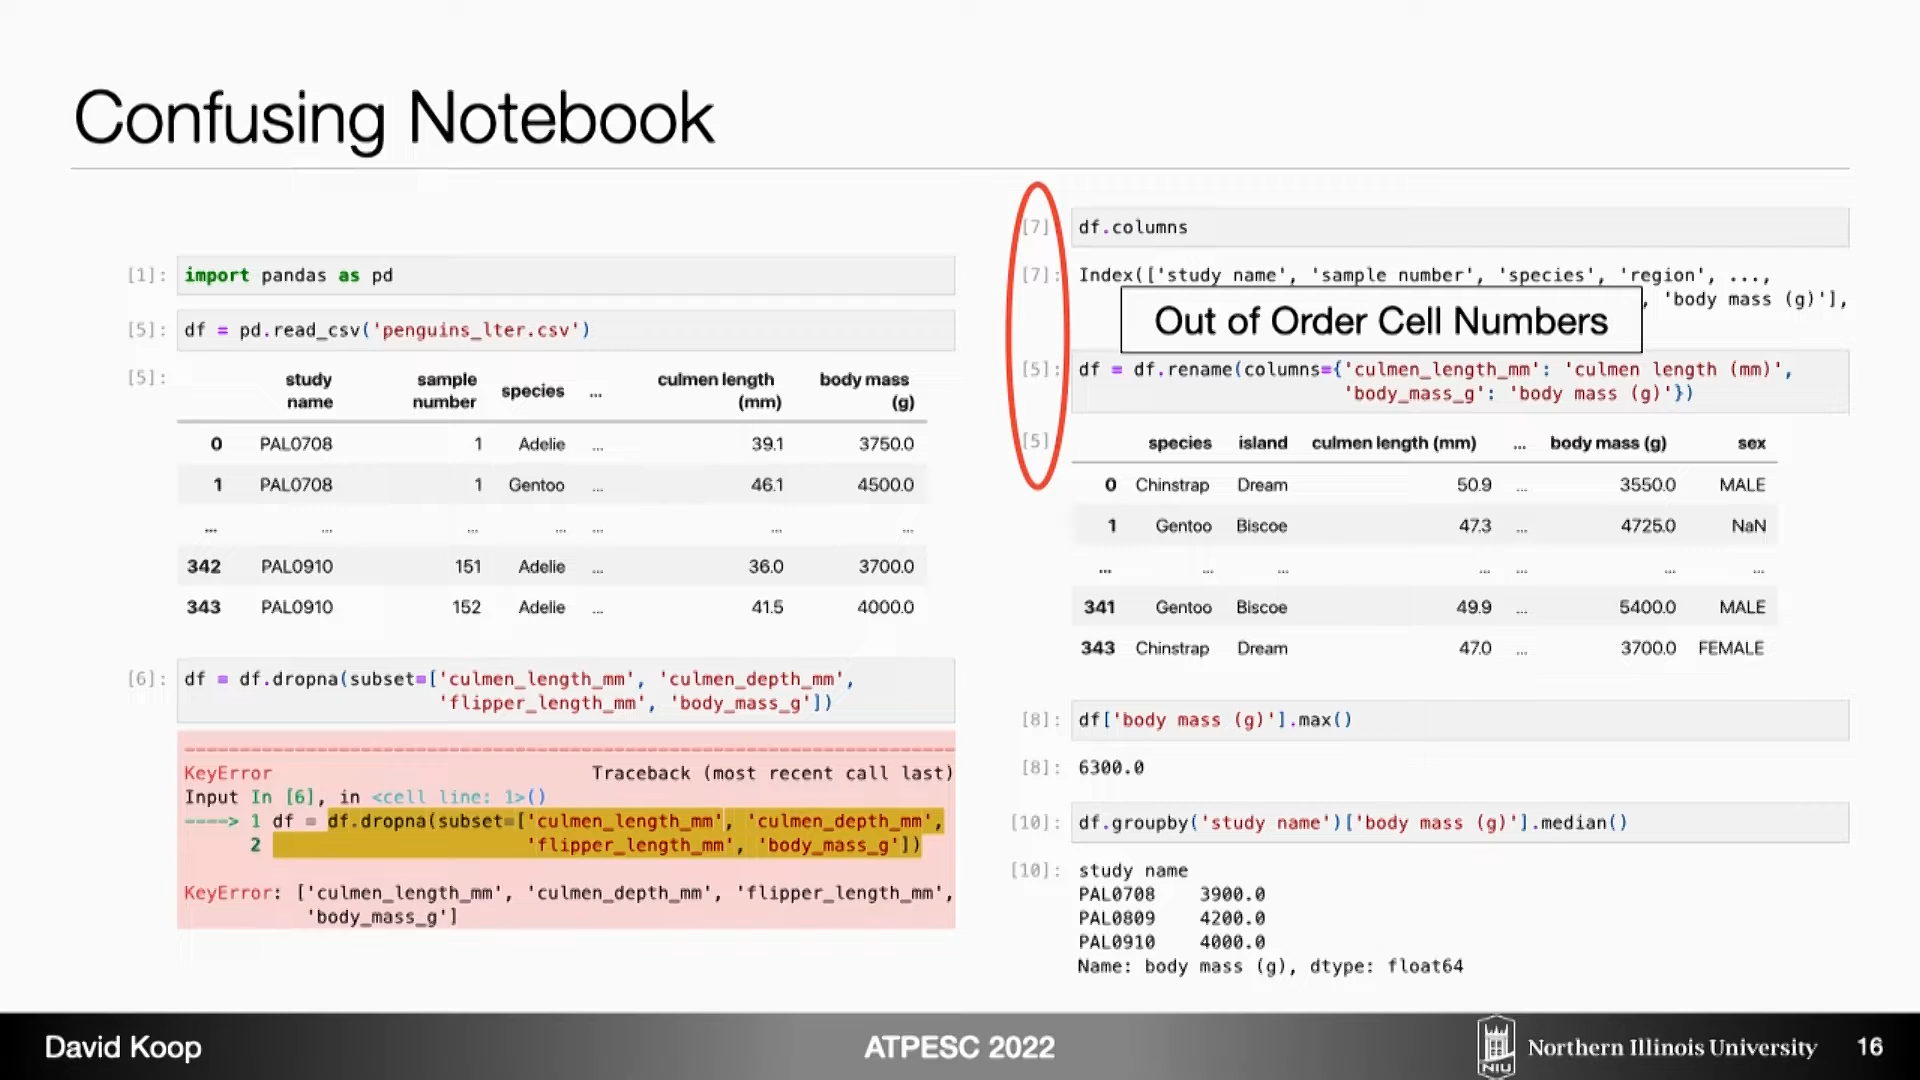 Confusing Notebook
[1]: import pandas as pd
[5]: df = pd.read_csv('penguins_lter.csv')
[5]: study name sample number species ... culmen length (mm) body mass (g)
0 PAL0708 1 Adelie ... 39.1 3750.0
1 PAL0708 1 Gentoo ... 46.1 4500.0
... ... ... ... ... ... ...
342 PAL0910 151 Adelie ... 36.0 3700.0
343 PAL0910 152 Adelie ... 41.5 4000.0
[6]: df = df.dropna(subset=['culmen_length_mm', 'culmen_depth_mm',
'flipper_length_mm', 'body_mass_g'])
KeyError Traceback (most recent call last)
Input In [6], in <cell line: 1>()
----> 1 df = df.dropna(subset=['culmen_length_mm', 'culmen_depth_mm',
2 'flipper_length_mm', 'body_mass_g'])
KeyError: ['culmen_length_mm', 'culmen_depth_mm', 'flipper_length_mm',
'body_mass_g']
[7] df.columns
[7]: Index(['study name', 'sample number', 'species', 'region', ...,
, 'body mass (g)'],
Out of Order Cell Numbers
[5]: df = df.rename(columns={'culmen_length_mm': 'culmen length (mm)',
'body_mass_g': 'body mass (g)'})
[5] species island culmen length (mm) ... body mass (g) sex
0 Chinstrap Dream 50.9 ... 3550.0 MALE
1 Gentoo Biscoe 47.3 ... 4725.0 NaN
... ... ... ... ... ... ...
341 Gentoo Biscoe 49.9 ... 5400.0 MALE
343 Chinstrap Dream 47.0 ... 3700.0 FEMALE
[8]: df['body mass (g)'].max()
[8]: 6300.0
[10]: df.groupby('study name')['body mass (g)'].median()
[10]: study name
PAL0708 3900.0
PAL0809 4200.0
PAL0910 4000.0
Name: body mass (g), dtype: float64
David Koop
ATPESC 2022
NIU
Northern Illinois University
16